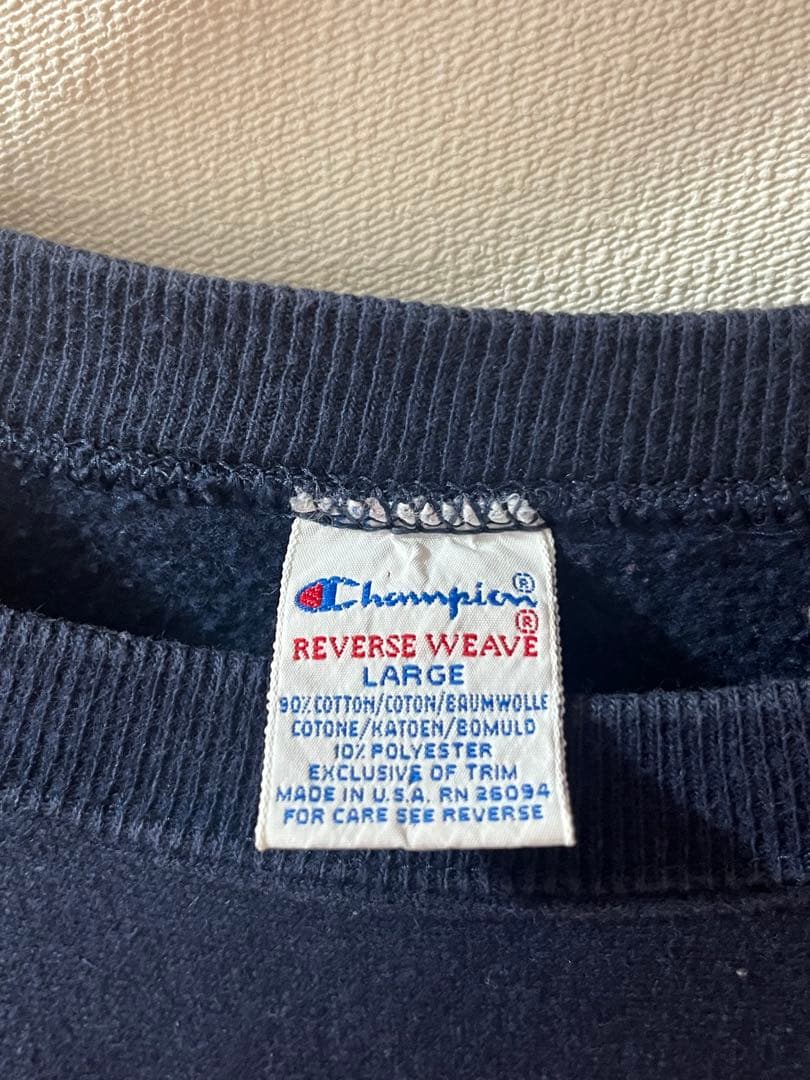 Champion®
REVERSE WEAVE®
LARGE
90% COTTON/COTON/BAUMWOLLE
COTONE/KATOEN/BOMULD
10% POLYESTER
EXCLUSIVE OF TRIM
MADE IN U.S.A. RN 26094
FOR CARE SEE REVERSE